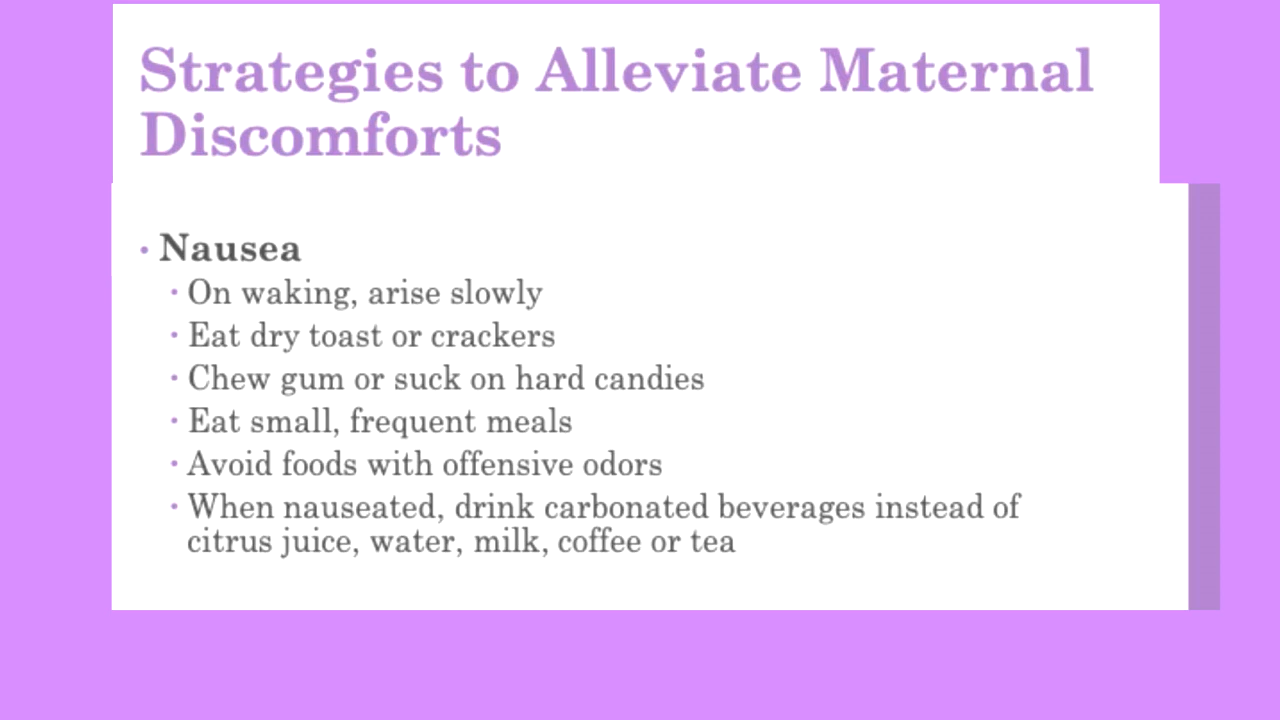 Strategies to Alleviate Maternal
Discomforts
• Nausea
• On waking, arise slowly
• Eat dry toast or crackers
• Chew gum or suck on hard candies
• Eat small, frequent meals
• Avoid foods with offensive odors
• When nauseated, drink carbonated beverages instead of
citrus juice, water, milk, coffee or tea